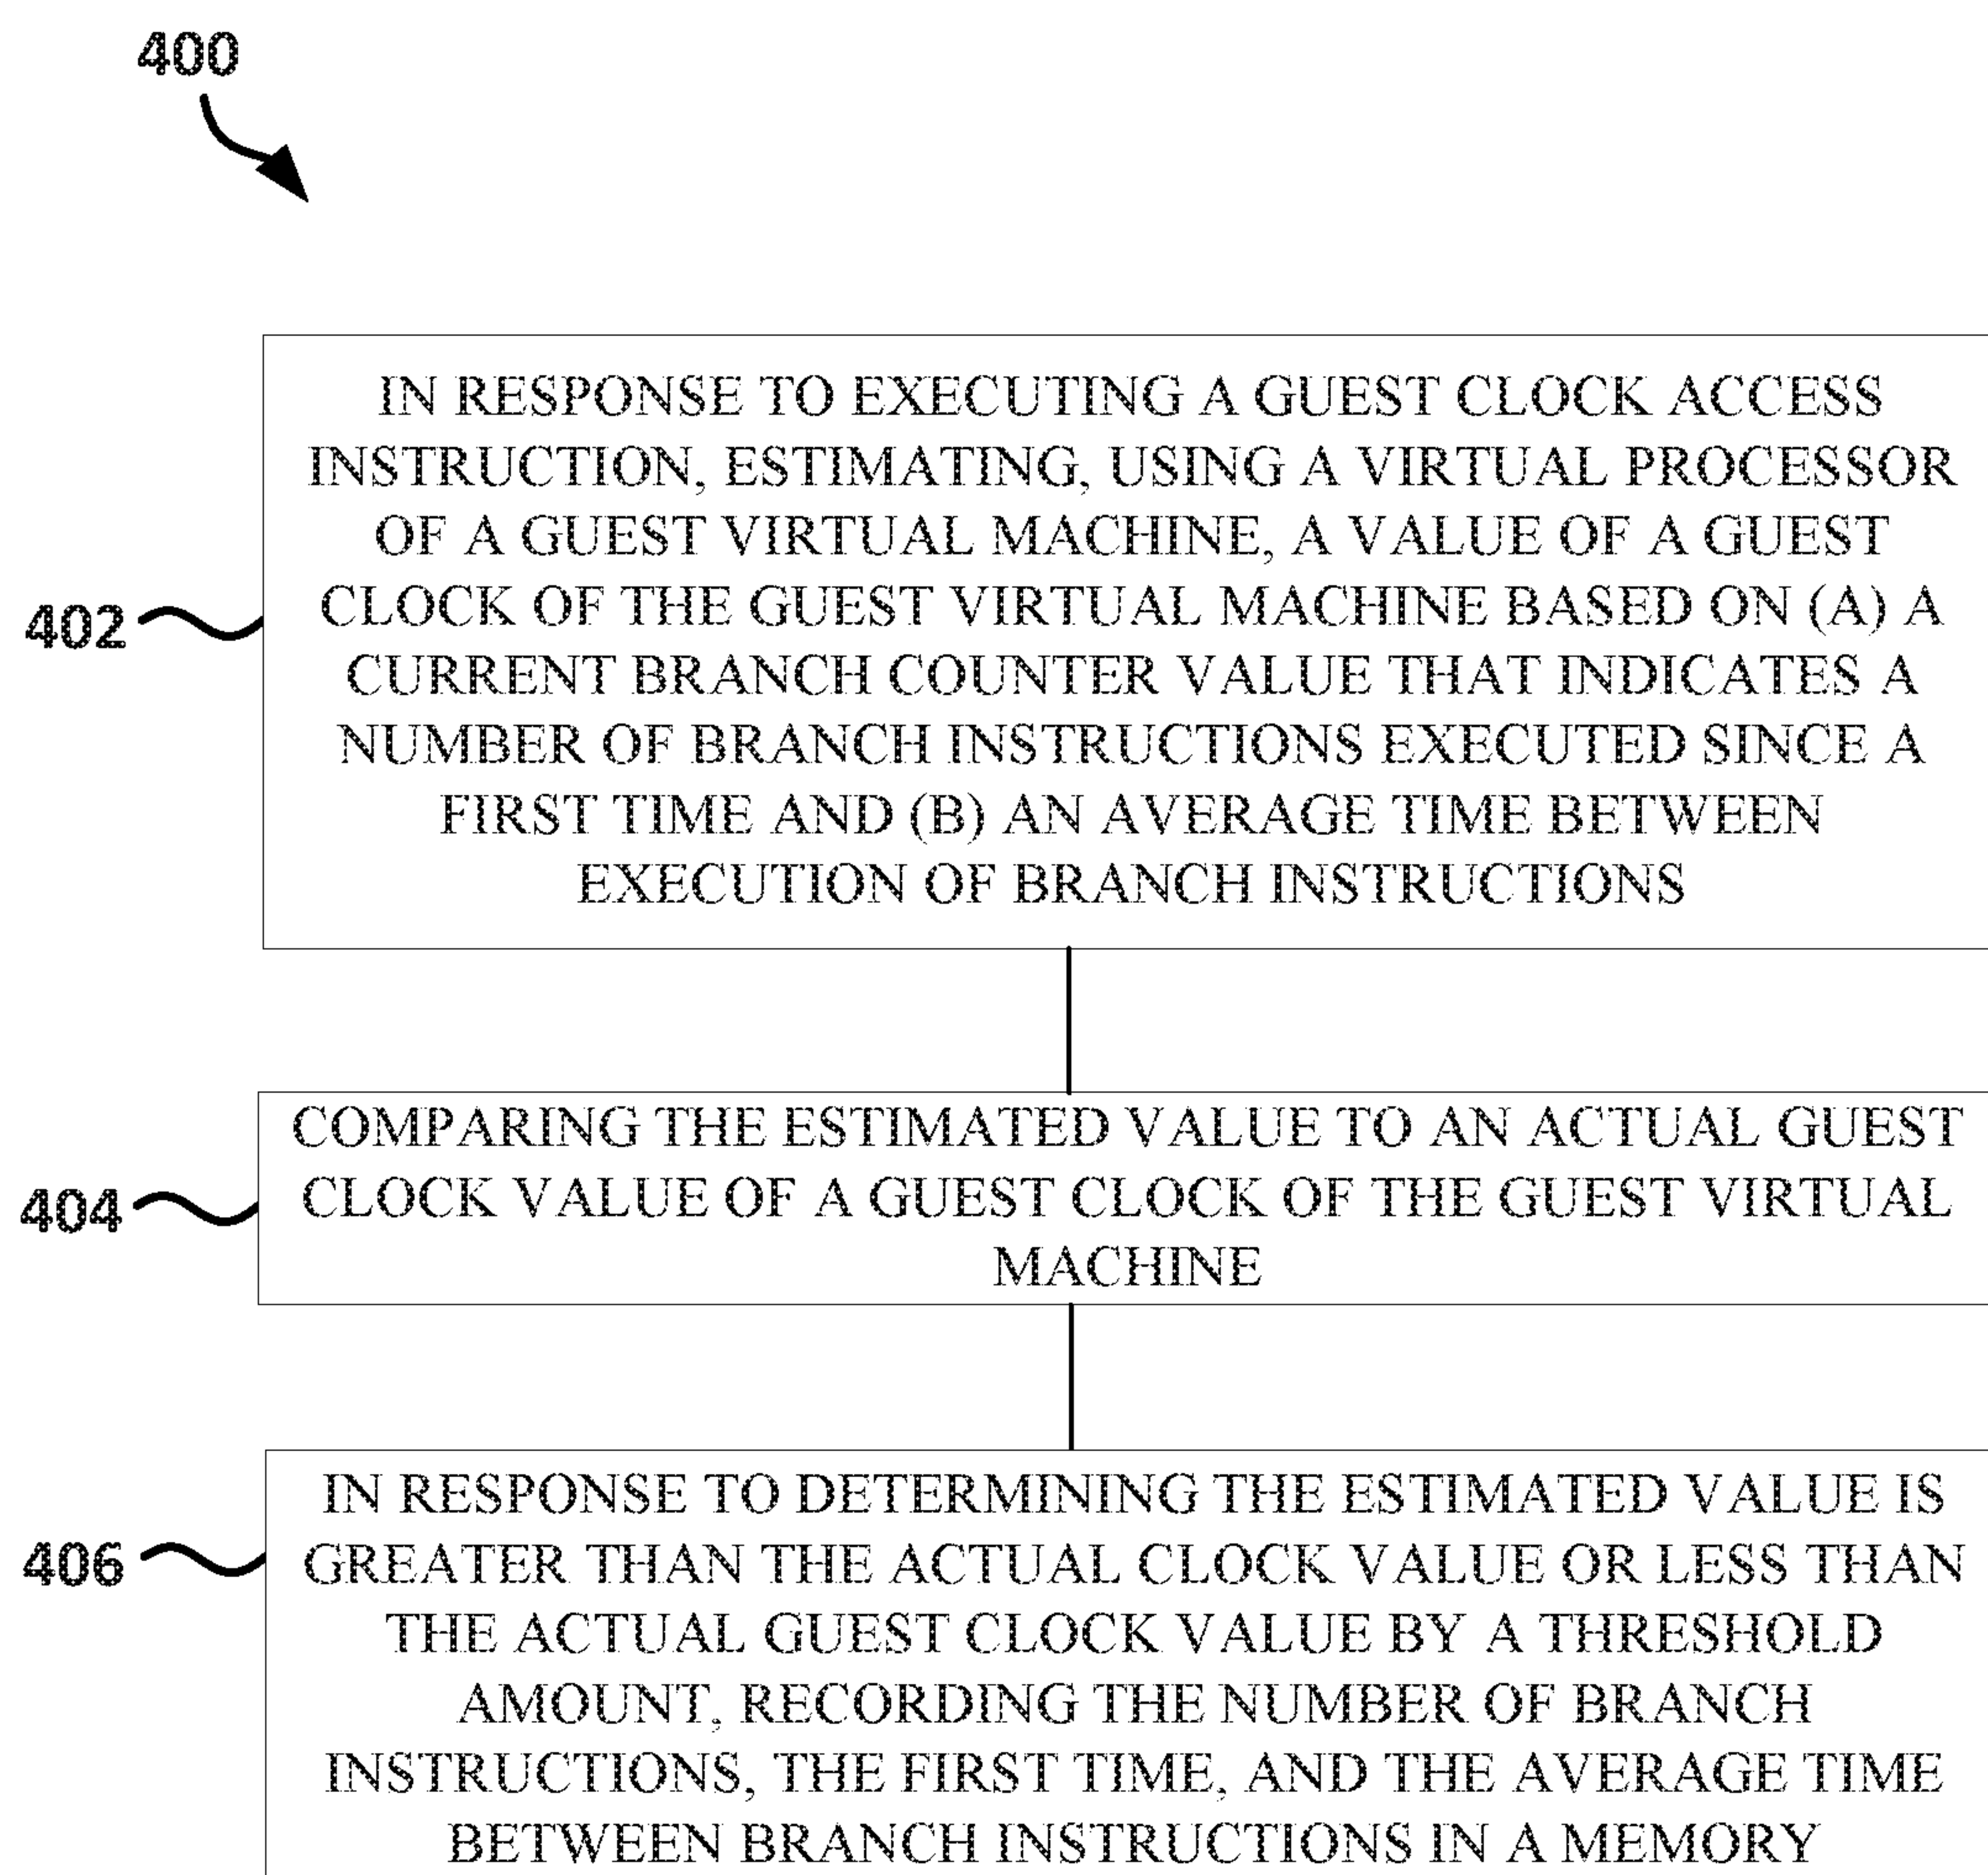 400
IN RESPONSE TO EXECUTING A GUEST CLOCK ACCESS
INSTRUCTION, ESTIMATING, USING A VIRTUAL PROCESSOR
OF A GUEST VIRTUAL MACHINE, A VALUE OF A GUEST
CLOCK OF THE GUEST VIRTUAL MACHINE BASED ON (A) A
CURRENT BRANCH COUNTER VALUE THAT INDICATES A
NUMBER OF BRANCH INSTRUCTIONS EXECUTED SINCE A
FIRST TIME AND (B) AN AVERAGE TIME BETWEEN
EXECUTION OF BRANCH INSTRUCTIONS
402
COMPARING THE ESTIMATED VALUE TO AN ACTUAL GUEST
CLOCK VALUE OF A GUEST CLOCK OF THE GUEST VIRTUAL
MACHINE
404
IN RESPONSE TO DETERMINING THE ESTIMATED VALUE IS
GREATER THAN THE ACTUAL CLOCK VALUE OR LESS THAN
THE ACTUAL GUEST CLOCK VALUE BY A THRESHOLD
AMOUNT, RECORDING THE NUMBER OF BRANCH
INSTRUCTIONS, THE FIRST TIME, AND THE AVERAGE TIME
BETWEEN BRANCH INSTRUCTIONS IN A MEMORY
406